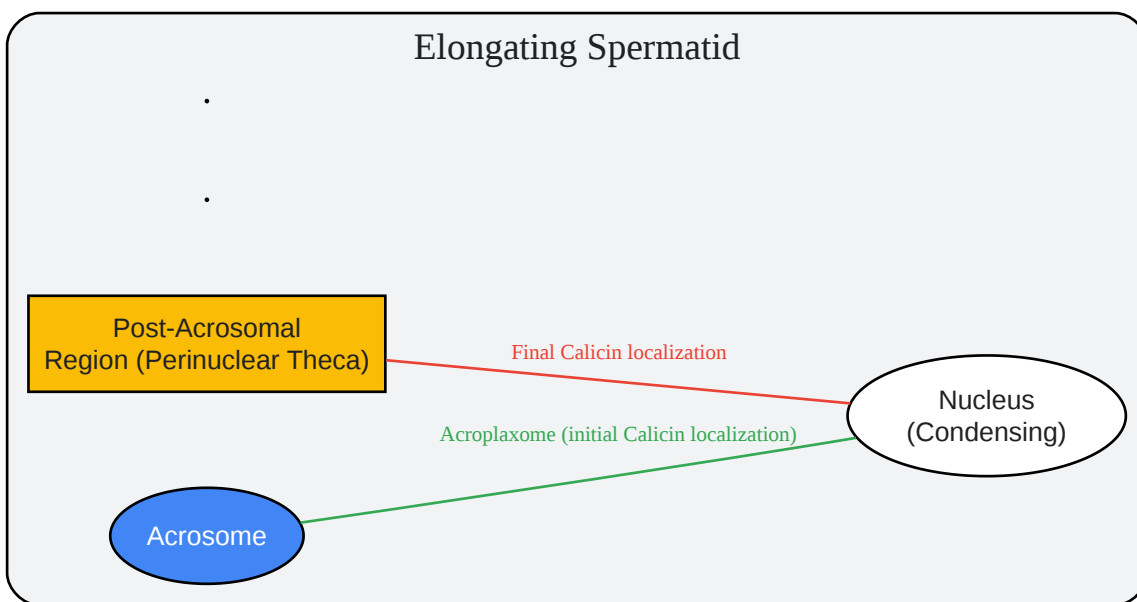 Elongating Spermatid
Post-Acrosomal
Region (Perinuclear Theca)
Final Calicin localization
Nucleus
(Condensing)
Acroplaxome (initial Calicin localization)
Acrosome